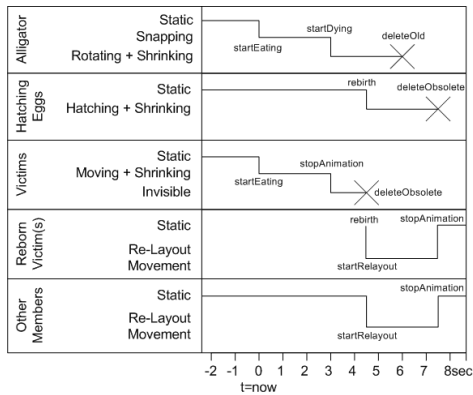 Alligator
Static
Snapping
Rotating + Shrinking
startEating
startDying
deleteOld
Hatching
Eggs
Static
Hatching + Shrinking
rebirth
deleteObsolete
Victims
Static
Moving + Shrinking
Invisible
startEating
stopAnimation
deleteObsolete
Reborn
Victim(s)
Static
Re-Layout
Movement
rebirth
stopAnimation
startRelayout
Other
Members
Static
Re-Layout
Movement
stopAnimation
startRelayout
-2 -1 0 1 2 3 4 5 6 7 8sec
t=now